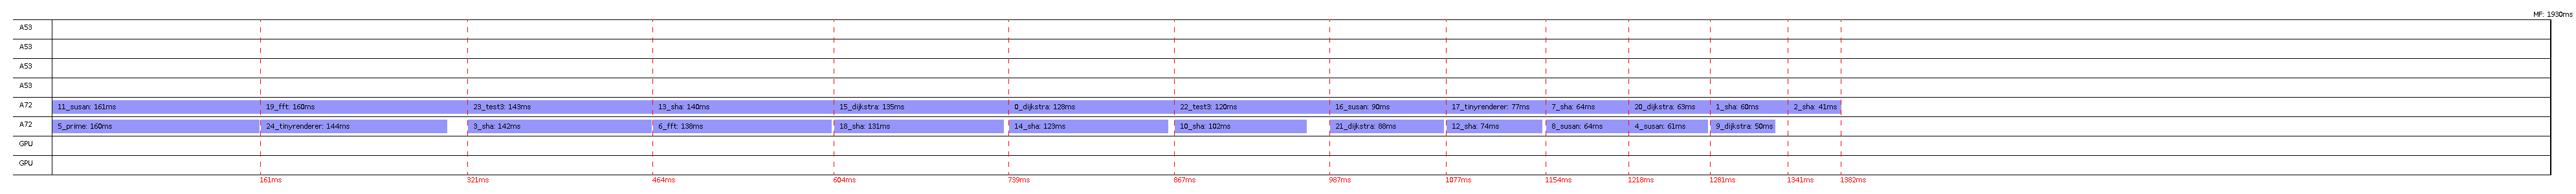 MF: 1930ms
A53
A53
A53
A53
A72 11_susan: 161ms 19_fft: 160ms 23_test3: 143ms 13_sha: 140ms 15_dijkstra: 135ms 0_dijkstra: 128ms 22_test3: 120ms 16_susan: 90ms 17_tinyrenderer: 77ms 7_sha: 64ms 20_dijkstra: 63ms 1_sha: 60ms 2_sha: 41ms
A72 5_prime: 160ms 24_tinyrenderer: 144ms 3_sha: 142ms 6_fft: 138ms 18_sha: 131ms 14_sha: 123ms 10_sha: 102ms 21_dijkstra: 88ms 12_sha: 74ms 8_susan: 64ms 4_susan: 61ms 9_dijkstra: 50ms
GPU
GPU
161ms 321ms 464ms 604ms 739ms 867ms 987ms 1077ms 1154ms 1218ms 1281ms 1341ms 1382ms